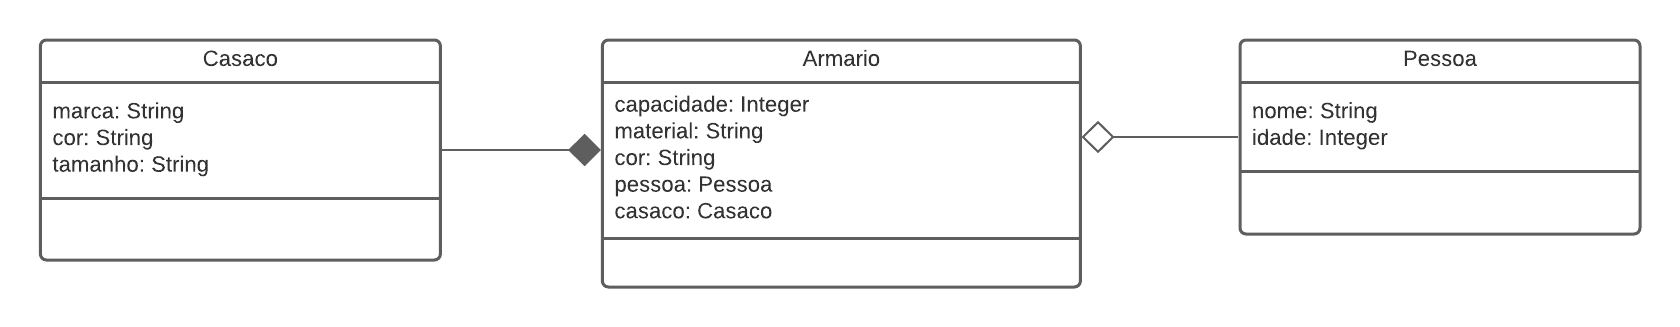 Casaco
marca: String
cor: String
tamanho: String
Armario
capacidade: Integer
material: String
cor: String
pessoa: Pessoa
casaco: Casaco
Pessoa
nome: String
idade: Integer